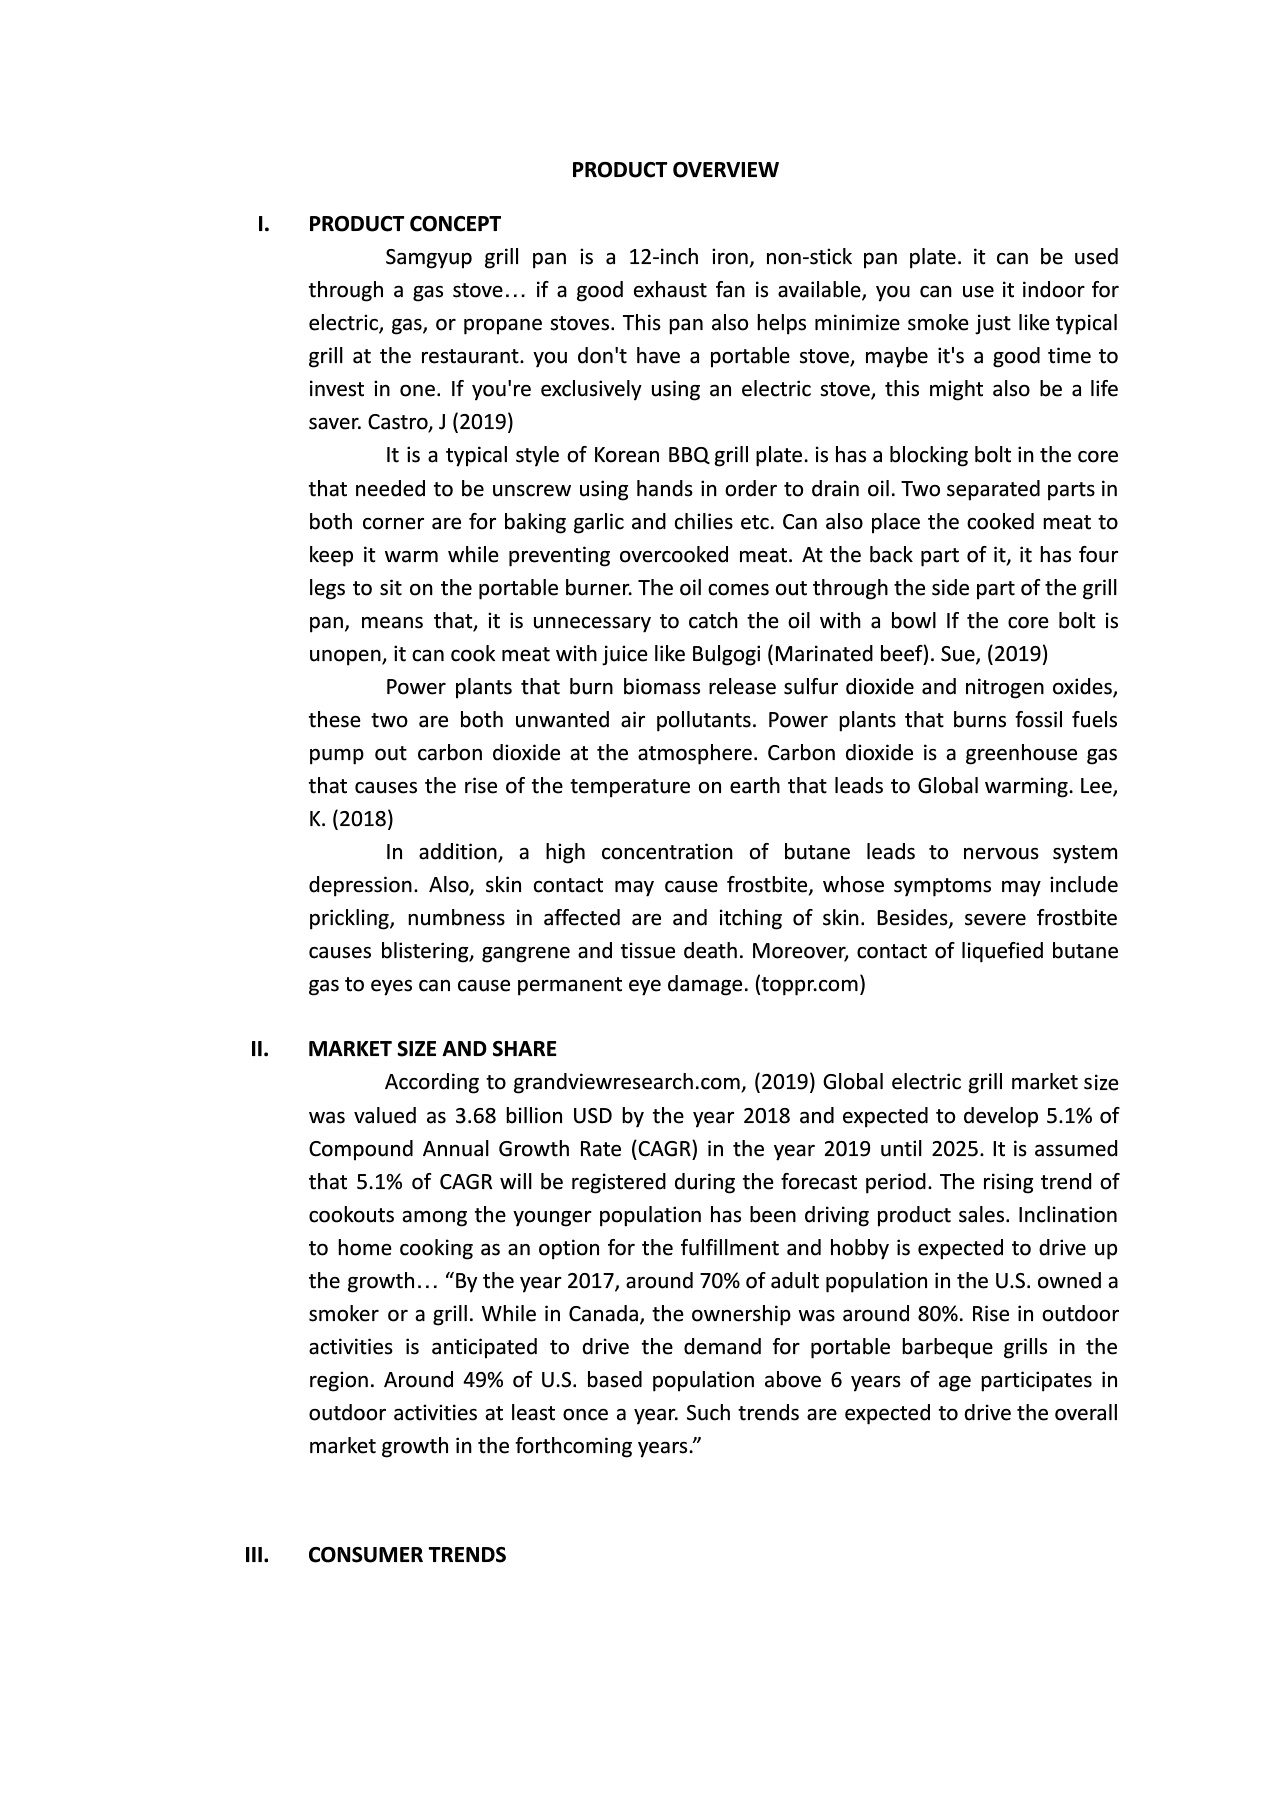 PRODUCT OVERVIEW
I. PRODUCT CONCEPT
Samgyup grill pan is a 12-inch iron, non-stick pan plate. it can be used
through a gas stove… if a good exhaust fan is available, you can use it indoor for
electric, gas, or propane stoves. This pan also helps minimize smoke just like typical
grill at the restaurant. you don't have a portable stove, maybe it's a good time to
invest in one. If you're exclusively using an electric stove, this might also be a life
saver. Castro, J (2019)
It is a typical style of Korean BBQ grill plate. is has a blocking bolt in the core
that needed to be unscrew using hands in order to drain oil. Two separated parts in
both corner are for baking garlic and chilies etc. Can also place the cooked meat to
keep it warm while preventing overcooked meat. At the back part of it, it has four
legs to sit on the portable burner. The oil comes out through the side part of the grill
pan, means that, it is unnecessary to catch the oil with a bowl If the core bolt is
unopen, it can cook meat with juice like Bulgogi (Marinated beef). Sue, (2019)
Power plants that burn biomass release sulfur dioxide and nitrogen oxides,
these two are both unwanted air pollutants. Power plants that burns fossil fuels
pump out carbon dioxide at the atmosphere. Carbon dioxide is a greenhouse gas
that causes the rise of the temperature on earth that leads to Global warming. Lee,
K. (2018)
In addition, a high concentration of butane leads to nervous system
depression. Also, skin contact may cause frostbite, whose symptoms may include
prickling, numbness in affected are and itching of skin. Besides, severe frostbite
causes blistering, gangrene and tissue death. Moreover, contact of liquefied butane
gas to eyes can cause permanent eye damage. (toppr.com)
II. MARKET SIZE AND SHARE
According to grandviewresearch.com, (2019) Global electric grill market size
was valued as 3.68 billion USD by the year 2018 and expected to develop 5.1% of
Compound Annual Growth Rate (CAGR) in the year 2019 until 2025. It is assumed
that 5.1% of CAGR will be registered during the forecast period. The rising trend of
cookouts among the younger population has been driving product sales. Inclination
to home cooking as an option for the fulfillment and hobby is expected to drive up
the growth… “By the year 2017, around 70% of adult population in the U.S. owned a
smoker or a grill. While in Canada, the ownership was around 80%. Rise in outdoor
activities is anticipated to drive the demand for portable barbeque grills in the
region. Around 49% of U.S. based population above 6 years of age participates in
outdoor activities at least once a year. Such trends are expected to drive the overall
market growth in the forthcoming years.”
III. CONSUMER TRENDS